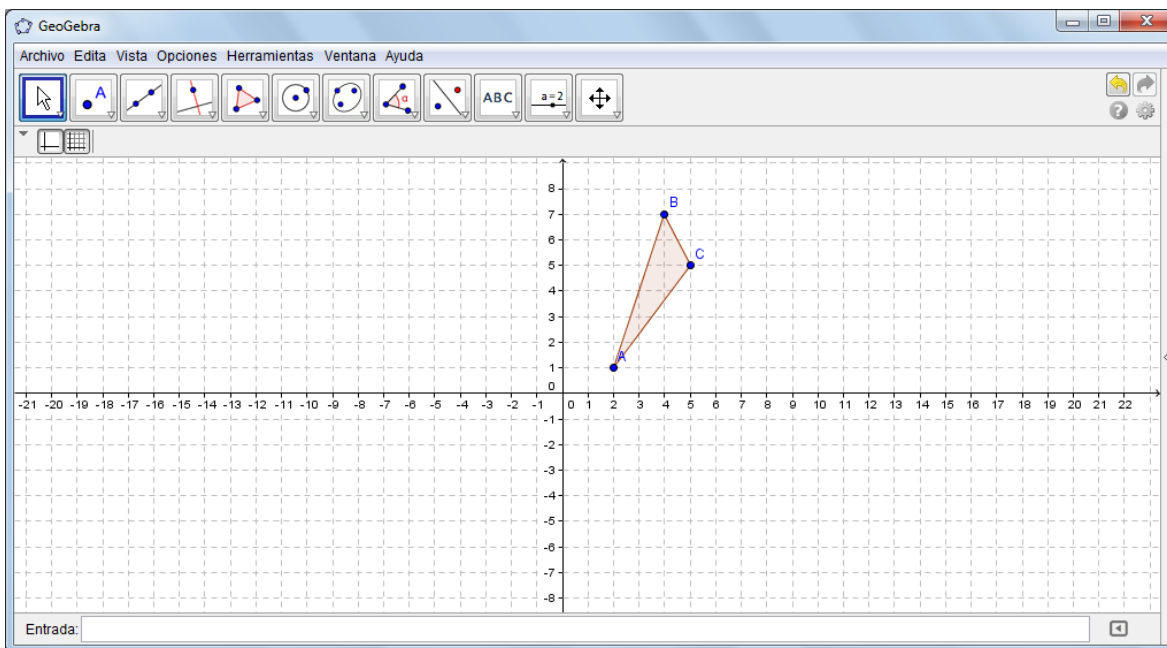 GeoGebra
Archivo Edita Vista Opciones Herramientas Ventana Ayuda
A α ABC a=2
8
B
7
6
C
5
4
3
2
A
1
0
-21 -20 -19 -18 -17 -16 -15 -14 -13 -12 -11 -10 -9 -8 -7 -6 -5 -4 -3 -2 -1 0 1 2 3 4 5 6 7 8 9 10 11 12 13 14 15 16 17 18 19 20 21 22
-1
-2
-3
-4
-5
-6
-7
-8
Entrada: